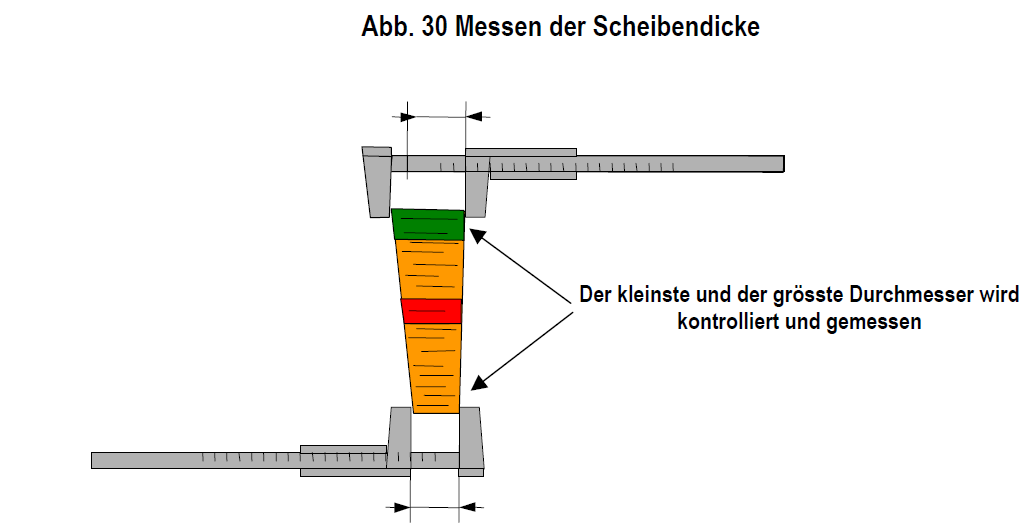 Abb. 30 Messen der Scheibendicke
Der kleinste und der grösste Durchmesser wird
kontrolliert und gemessen